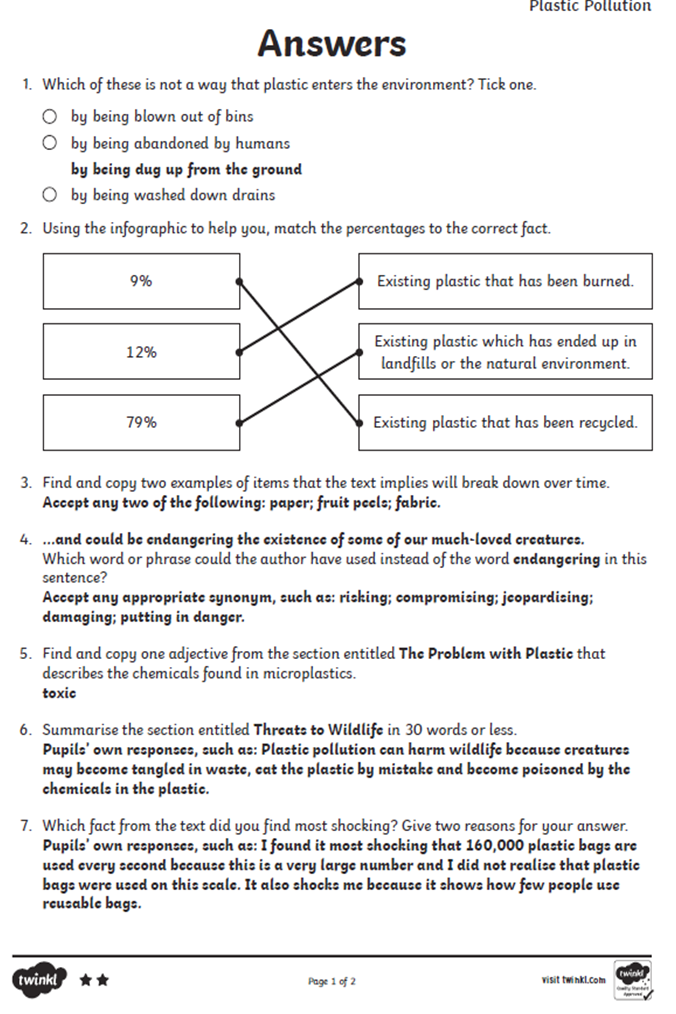 Plastic Pollution
Answers
1. Which of these is not a way that plastic enters the environment? Tick one.
by being blown out of bins
by being abandoned by humans
by being dug up from the ground
by being washed down drains
2. Using the infographic to help you, match the percentages to the correct fact.
9%
Existing plastic that has been burned.
12%
Existing plastic which has ended up in
landfills or the natural environment.
79%
Existing plastic that has been recycled.
3. Find and copy two examples of items that the text implies will break down over time.
Accept any two of the following: paper; fruit peels; fabric.
4. ...and could be endangering the existence of some of our much-loved creatures.
Which word or phrase could the author have used instead of the word endangering in this
sentence?
Accept any appropriate synonym, such as: risking; compromising; jeopardising;
damaging; putting in danger.
5. Find and copy one adjective from the section entitled The Problem with Plastic that
describes the chemicals found in microplastics.
toxic
6. Summarise the section entitled Threats to Wildlife in 30 words or less.
Pupils' own responses, such as: Plastic pollution can harm wildlife because creatures
may become tangled in waste, eat the plastic by mistake and become poisoned by the
chemicals in the plastic.
7. Which fact from the text did you find most shocking? Give two reasons for your answer.
Pupils' own responses, such as: I found it most shocking that 160,000 plastic bags are
used every second because this is a very large number and I did not realise that plastic
bags were used on this scale. It also shocks me because it shows how few people use
reusable bags.
twinkl
Page 1 of 2
visit twinkl.com
twinkl
Quality Standard
Approved